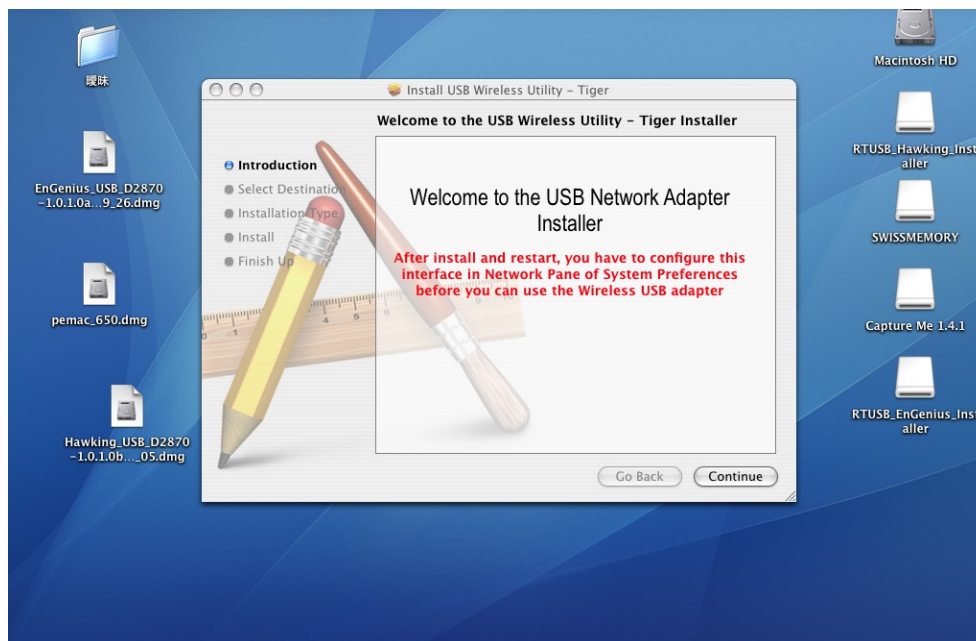 曖昧
EnGenius_USB_D2870
-1.0.1.0a...9_26.dmg
pemac_650.dmg
Hawking_USB_D2870
-1.0.1.0b..._05.dmg
Install USB Wireless Utility – Tiger
Welcome to the USB Wireless Utility – Tiger Installer
Introduction
Select Destination
Installation Type
Install
Finish Up
Welcome to the USB Network Adapter
Installer
After install and restart, you have to configure this
interface in Network Pane of System Preferences
before you can use the Wireless USB adapter
Go Back
Continue
Macintosh HD
RTUSB_Hawking_Inst
aller
SWISSMEMORY
Capture Me 1.4.1
RTUSB_EnGenius_Inst
aller